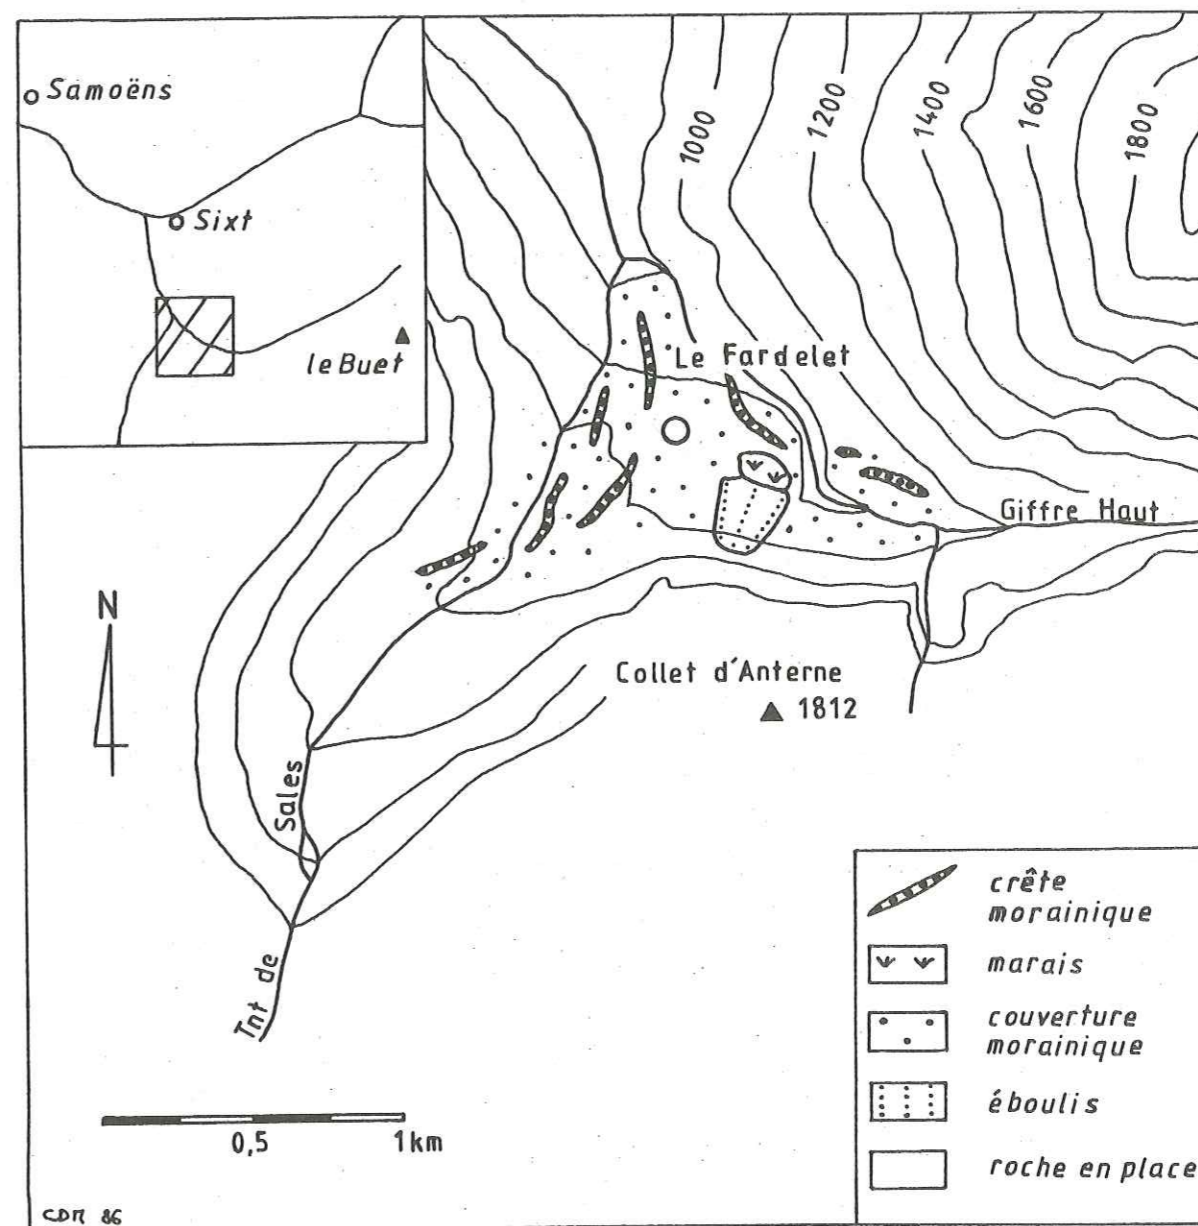 Samoëns
Sixt
le Buet
1000
1200
1400
1600
1800
Le Fardelet
Giffre Haut
N
Collet d'Anterne
1812
Tnt de Sales
0,5
1km
crête
morainique
marais
couverture
morainique
éboulis
roche en place
CDM 86